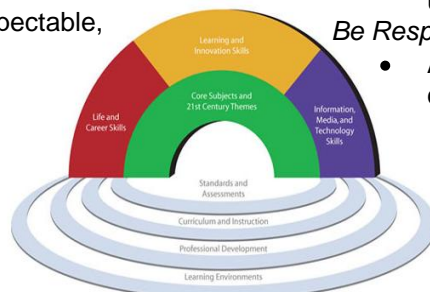 pectable,
Be Resp
Learning and
Innovation Skills
Core Subjects and
21st Century Themes
Life and
Career Skills
Information,
Media, and
Technology
Skills
Standards and
Assessments
Curriculum and Instruction
Professional Development
Learning Environments